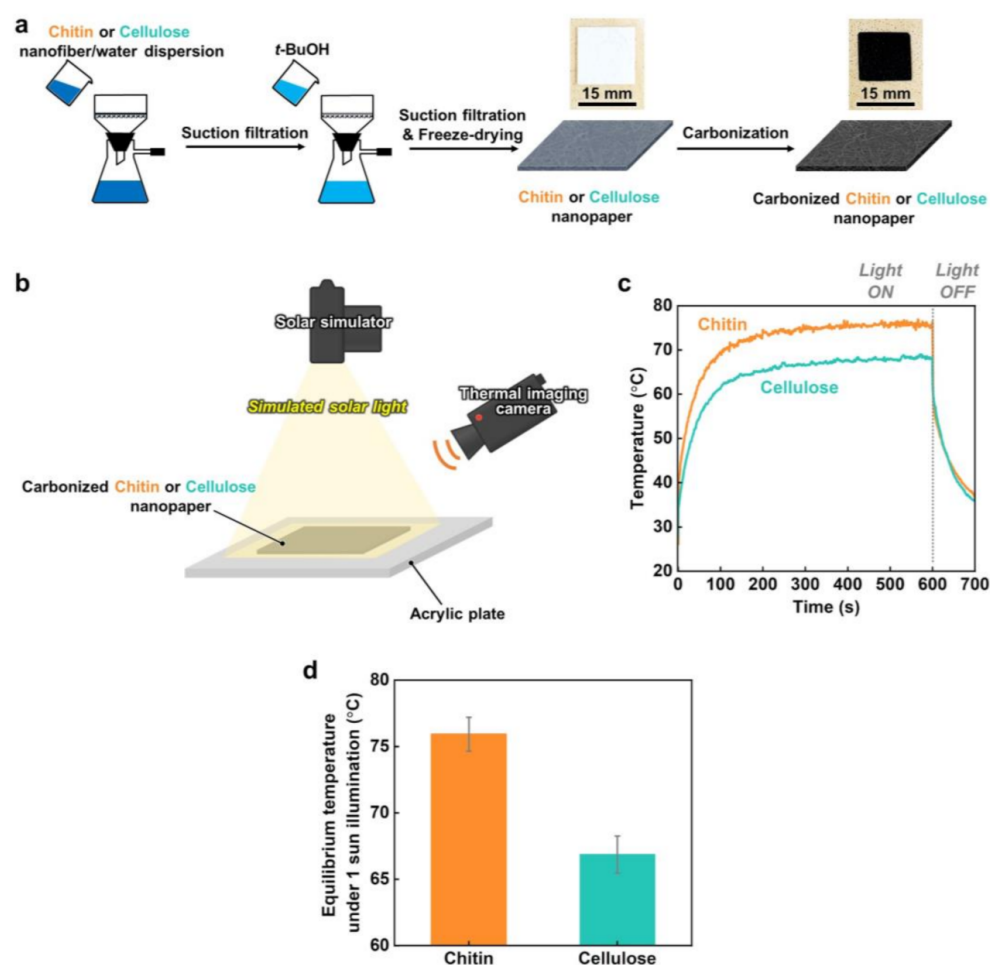 a
Chitin or Cellulose
nanofiber/water dispersion
t-BuOH
Suction filtration
Suction filtration
& Freeze-drying
15 mm
Carbonization
15 mm
Chitin or Cellulose
nanopaper
Carbonized Chitin or Cellulose
nanopaper
b
Solar simulator
Simulated solar light
Thermal imaging
camera
Carbonized Chitin or Cellulose
nanopaper
Acrylic plate
c
Light
ON
Light
OFF
Chitin
Cellulose
Temperature (°C)
80
70
60
50
40
30
20
0 100 200 300 400 500 600 700
Time (s)
d
Equilibrium temperature
under 1 sun illumination (°C)
80
75
70
65
60
Chitin Cellulose